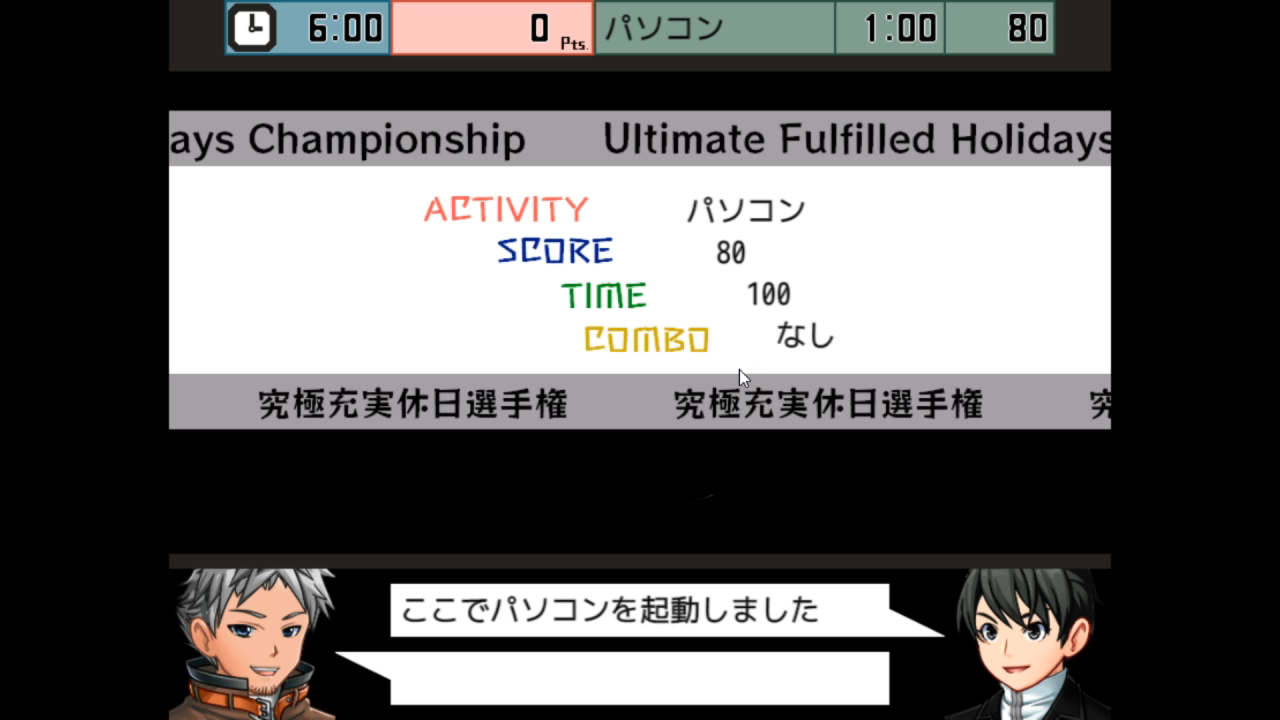 6:00 0 Pts. パソコン 1:00 80
ays Championship Ultimate Fulfilled Holidays
ACTIVITY パソコン
SCORE 80
TIME 100
COMBO なし
究極充実休日選手権 究極充実休日選手権 究
ここでパソコンを起動しました